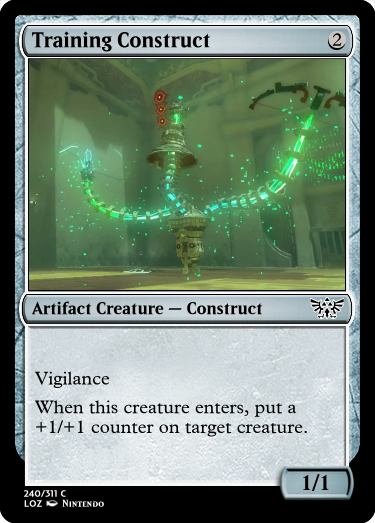 Training Construct 2
Artifact Creature — Construct
Vigilance
When this creature enters, put a
+1/+1 counter on target creature.
1/1
240/311 C
LOZ Nintendo